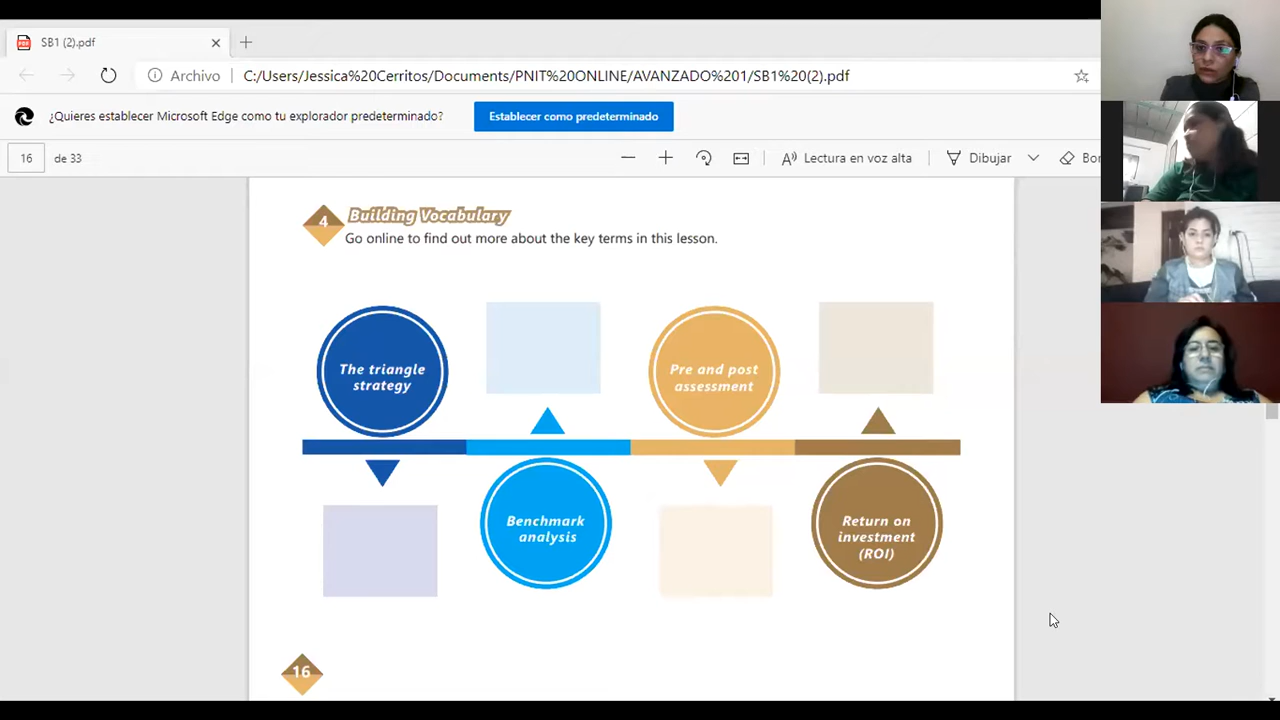 SB1 (2).pdf
Archivo
C:/Users/Jessica%20Cerritos/Documents/PNIT%20ONLINE/AVANZADO%201/SB1%20(2).pdf
¿Quieres establecer Microsoft Edge como tu explorador predeterminado?
Establecer como predeterminado
16
de 33
Lectura en voz alta
Dibujar
4
Building Vocabulary
Go online to find out more about the key terms in this lesson.
The triangle
strategy
Pre and post
assessment
Benchmark
analysis
Return on
investment
(ROI)
16